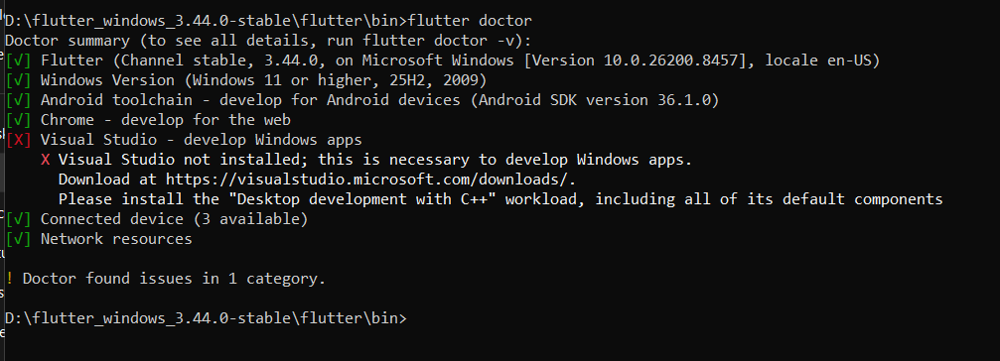 D:\flutter_windows_3.44.0-stable\flutter\bin>flutter doctor
Doctor summary (to see all details, run flutter doctor -v):
[√] Flutter (Channel stable, 3.44.0, on Microsoft Windows [Version 10.0.26200.8457], locale en-US)
[√] Windows Version (Windows 11 or higher, 25H2, 2009)
[√] Android toolchain - develop for Android devices (Android SDK version 36.1.0)
[√] Chrome - develop for the web
[X] Visual Studio - develop Windows apps
X Visual Studio not installed; this is necessary to develop Windows apps.
Download at https://visualstudio.microsoft.com/downloads/.
Please install the "Desktop development with C++" workload, including all of its default components
[√] Connected device (3 available)
[√] Network resources
! Doctor found issues in 1 category.
D:\flutter_windows_3.44.0-stable\flutter\bin>